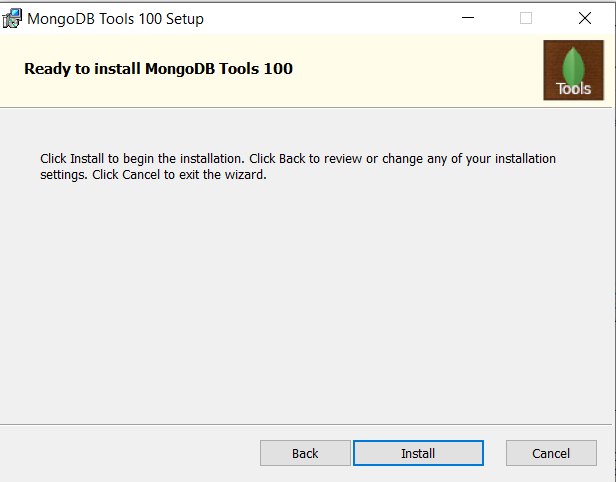 MongoDB Tools 100 Setup
Ready to install MongoDB Tools 100
Tools
Click Install to begin the installation. Click Back to review or change any of your installation
settings. Click Cancel to exit the wizard.
Back
Install
Cancel